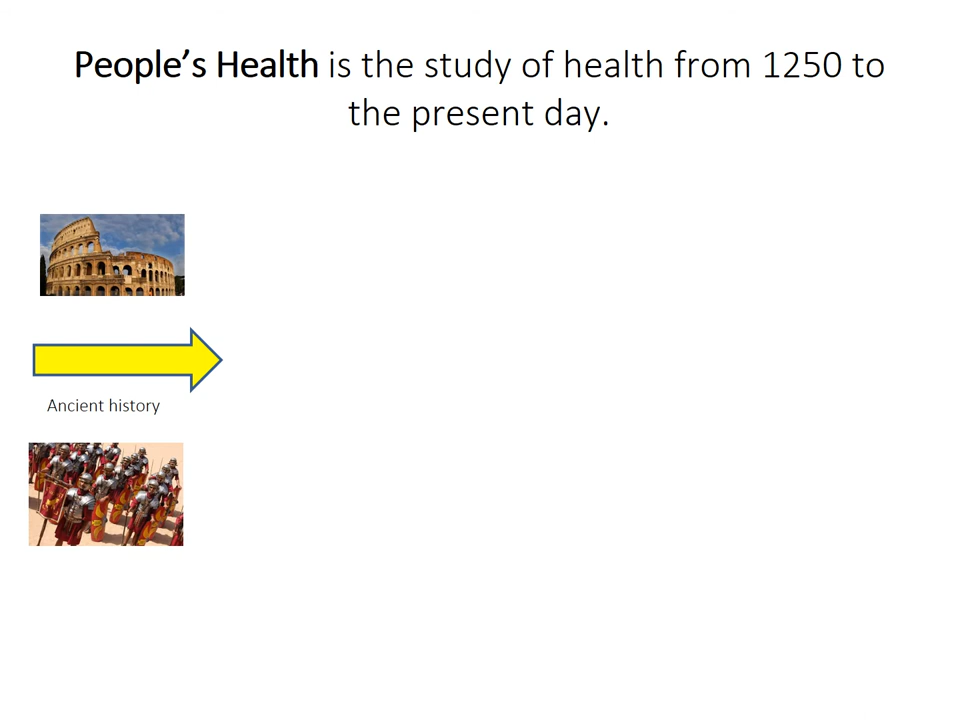 People’s Health is the study of health from 1250 to
the present day.
Ancient history